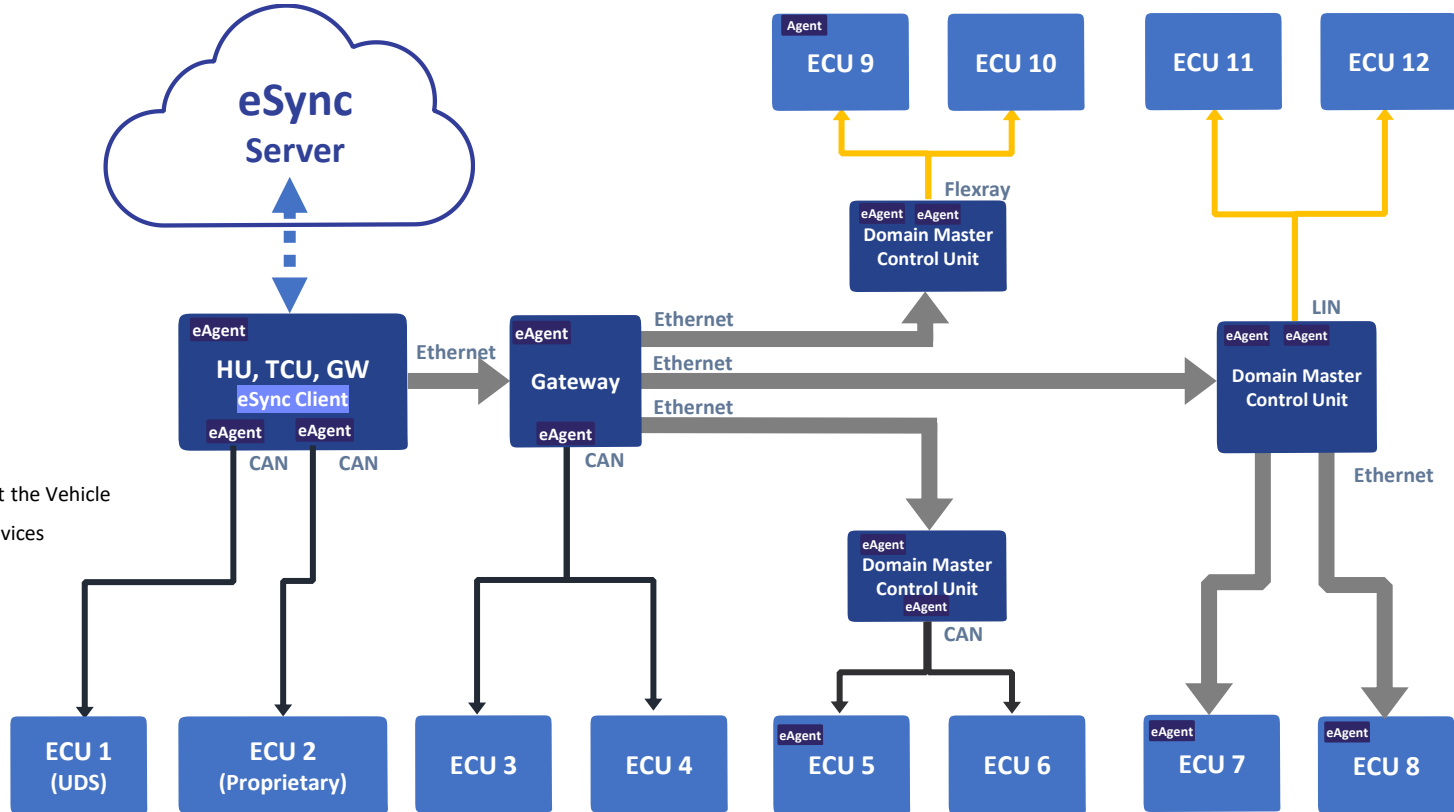 eSync
Server
Agent
ECU 9
ECU 10
ECU 11
ECU 12
Flexray
eAgent
eAgent
Domain Master
Control Unit
LIN
eAgent
HU, TCU, GW
eSync Client
eAgent
eAgent
CAN
CAN
Ethernet
eAgent
Gateway
eAgent
CAN
Ethernet
Ethernet
Ethernet
eAgent
eAgent
Domain Master
Control Unit
Ethernet
t the Vehicle
vices
eAgent
Domain Master
Control Unit
eAgent
CAN
ECU 1
(UDS)
ECU 2
(Proprietary)
ECU 3
ECU 4
eAgent
ECU 5
ECU 6
eAgent
ECU 7
eAgent
ECU 8